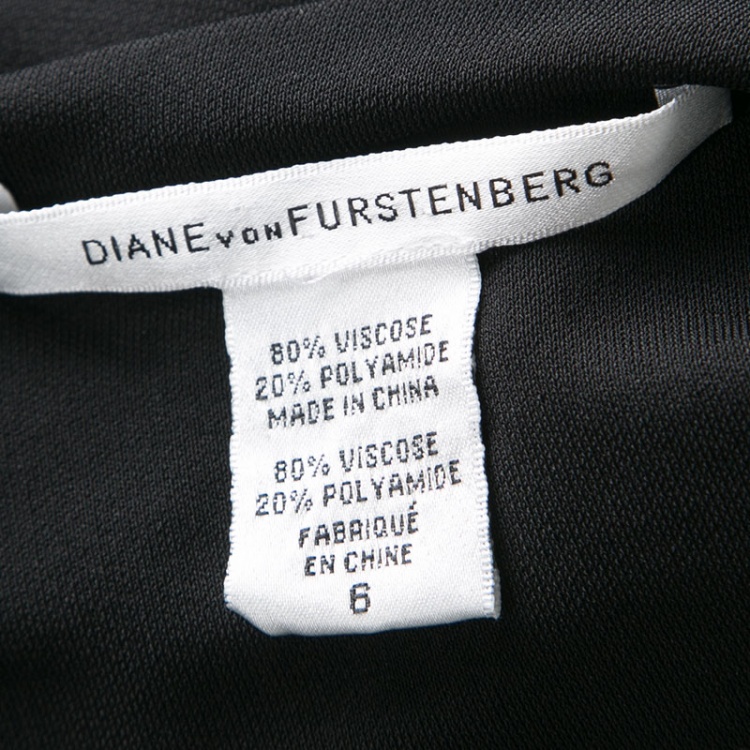 DIANE von FURSTENBERG
80% VISCOSE
20% POLYAMIDE
MADE IN CHINA
80% VISCOSE
20% POLYAMIDE
FABRIQUÉ
EN CHINE
6